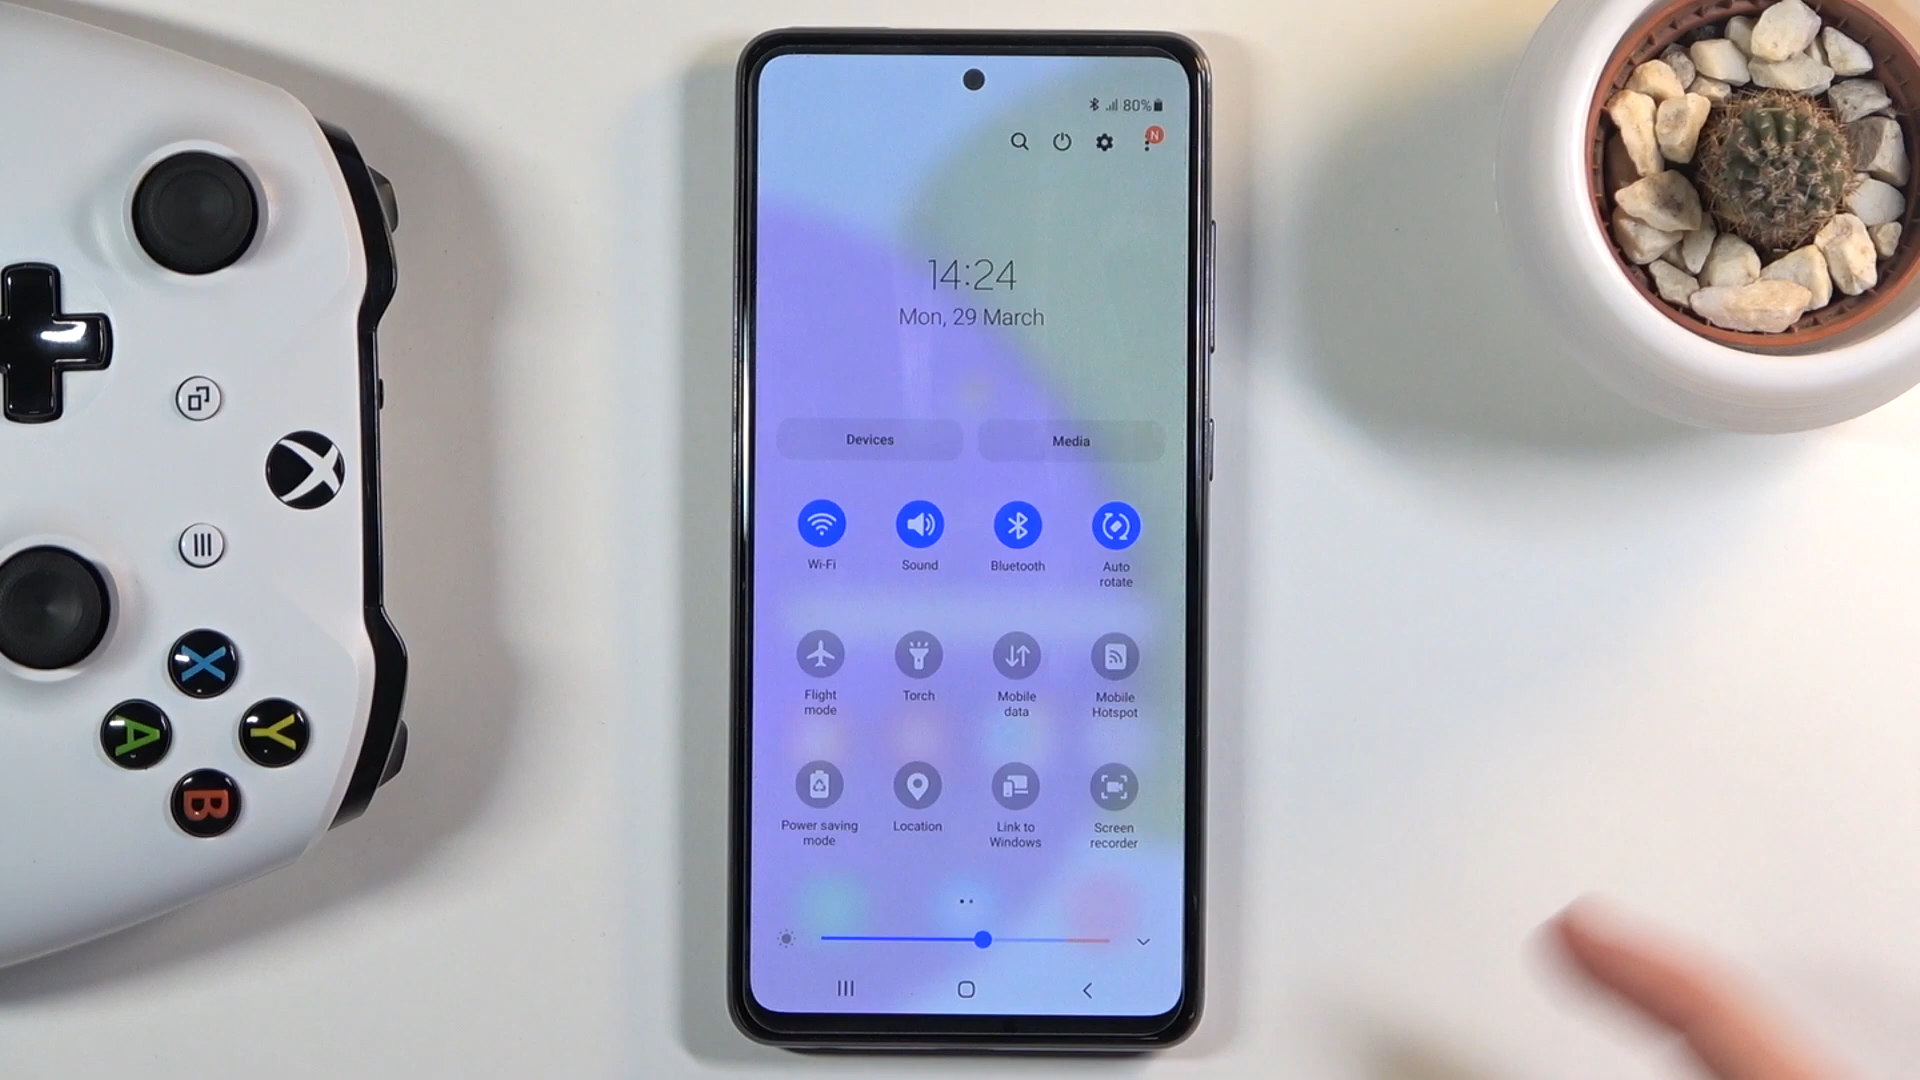 80%
N
14:24
Mon, 29 March
Devices
Media
Wi-Fi
Sound
Bluetooth
Auto
rotate
Flight
mode
Torch
Mobile
data
Mobile
Hotspot
Power saving
mode
Location
Link to
Windows
Screen
recorder
X
A
Y
B